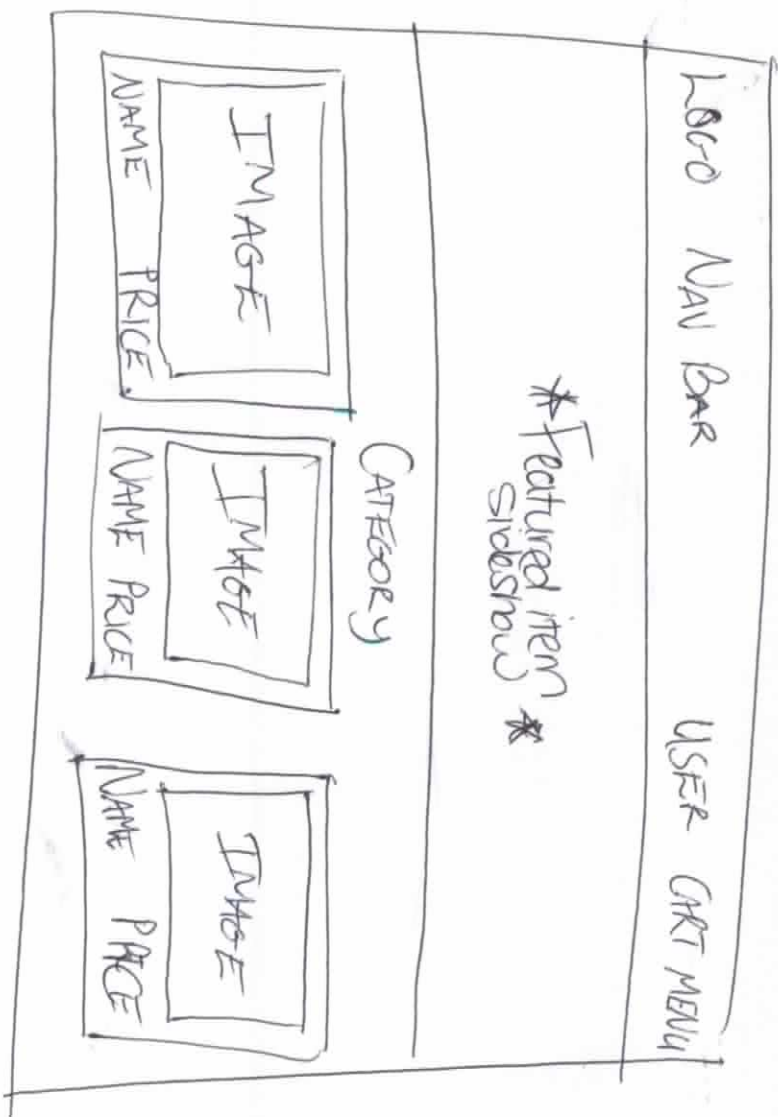 LOGO NAV BAR USER CART MENU
*Featured item
slideshow *
CATEGORY
IMAGE IMAGE IMAGE
NAME PRICE. NAME PRICE NAME PRICE